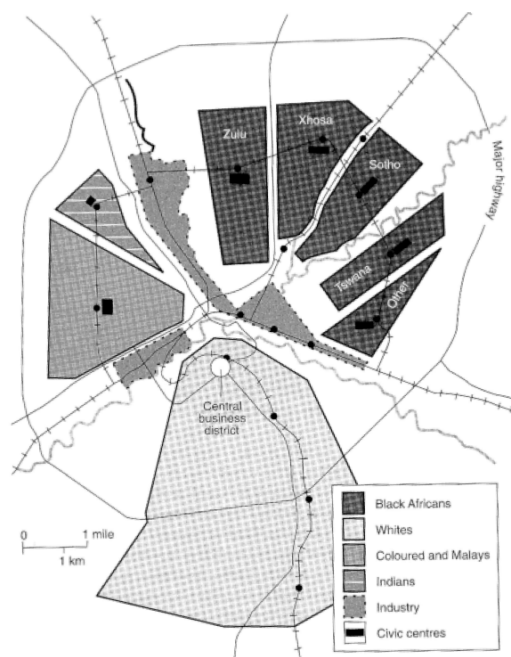 Zulu
Xhosa
Sotho
Tswana
Other
Major highway
Central
business
district
0 1 mile
1 km
Black Africans
Whites
Coloured and Malays
Indians
Industry
Civic centres